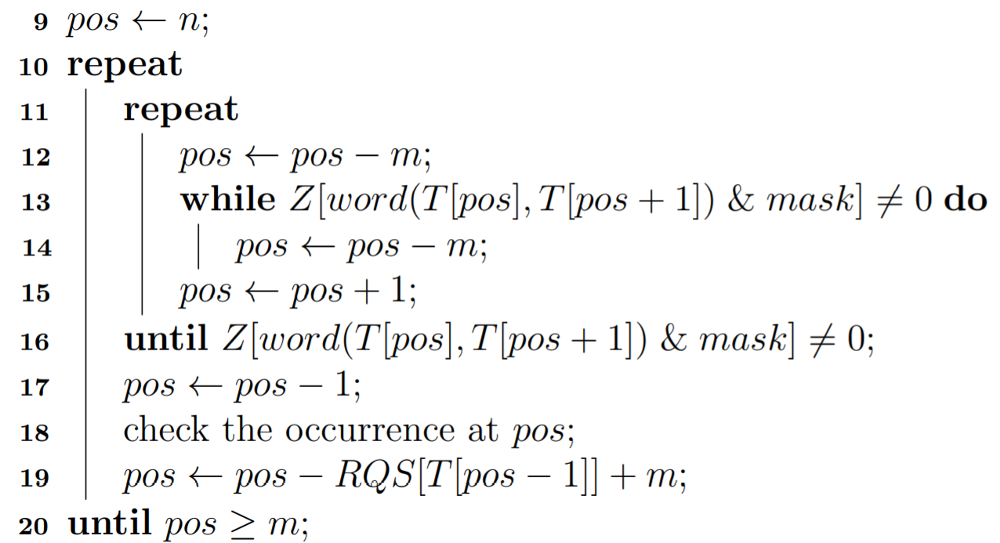 9 pos ← n;
10 repeat
11 repeat
12 pos ← pos − m;
13 while Z[word(T[pos], T[pos + 1]) & mask] ≠ 0 do
14 pos ← pos − m;
15 pos ← pos + 1;
16 until Z[word(T[pos], T[pos + 1]) & mask] ≠ 0;
17 pos ← pos − 1;
18 check the occurrence at pos;
19 pos ← pos − RQS[T[pos − 1]] + m;
20 until pos ≥ m;